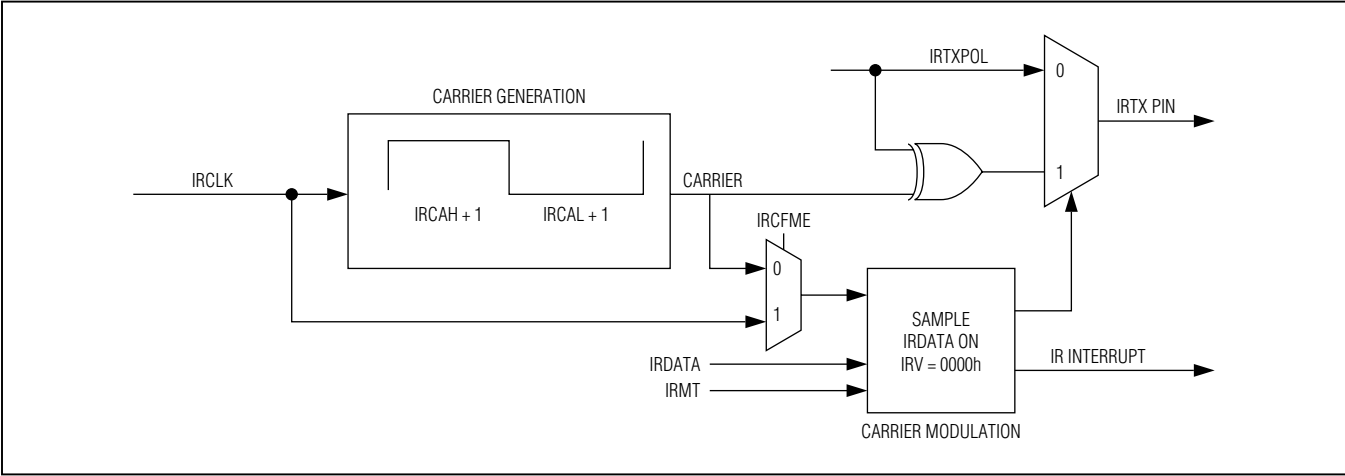 IRTXPOL
0
CARRIER GENERATION
IRTX PIN
1
IRCLK
CARRIER
IRCAH + 1
IRCAL + 1
IRCFME
0
1
SAMPLE
IRDATA ON
IRV = 0000h
IR INTERRUPT
IRDATA
IRMT
CARRIER MODULATION